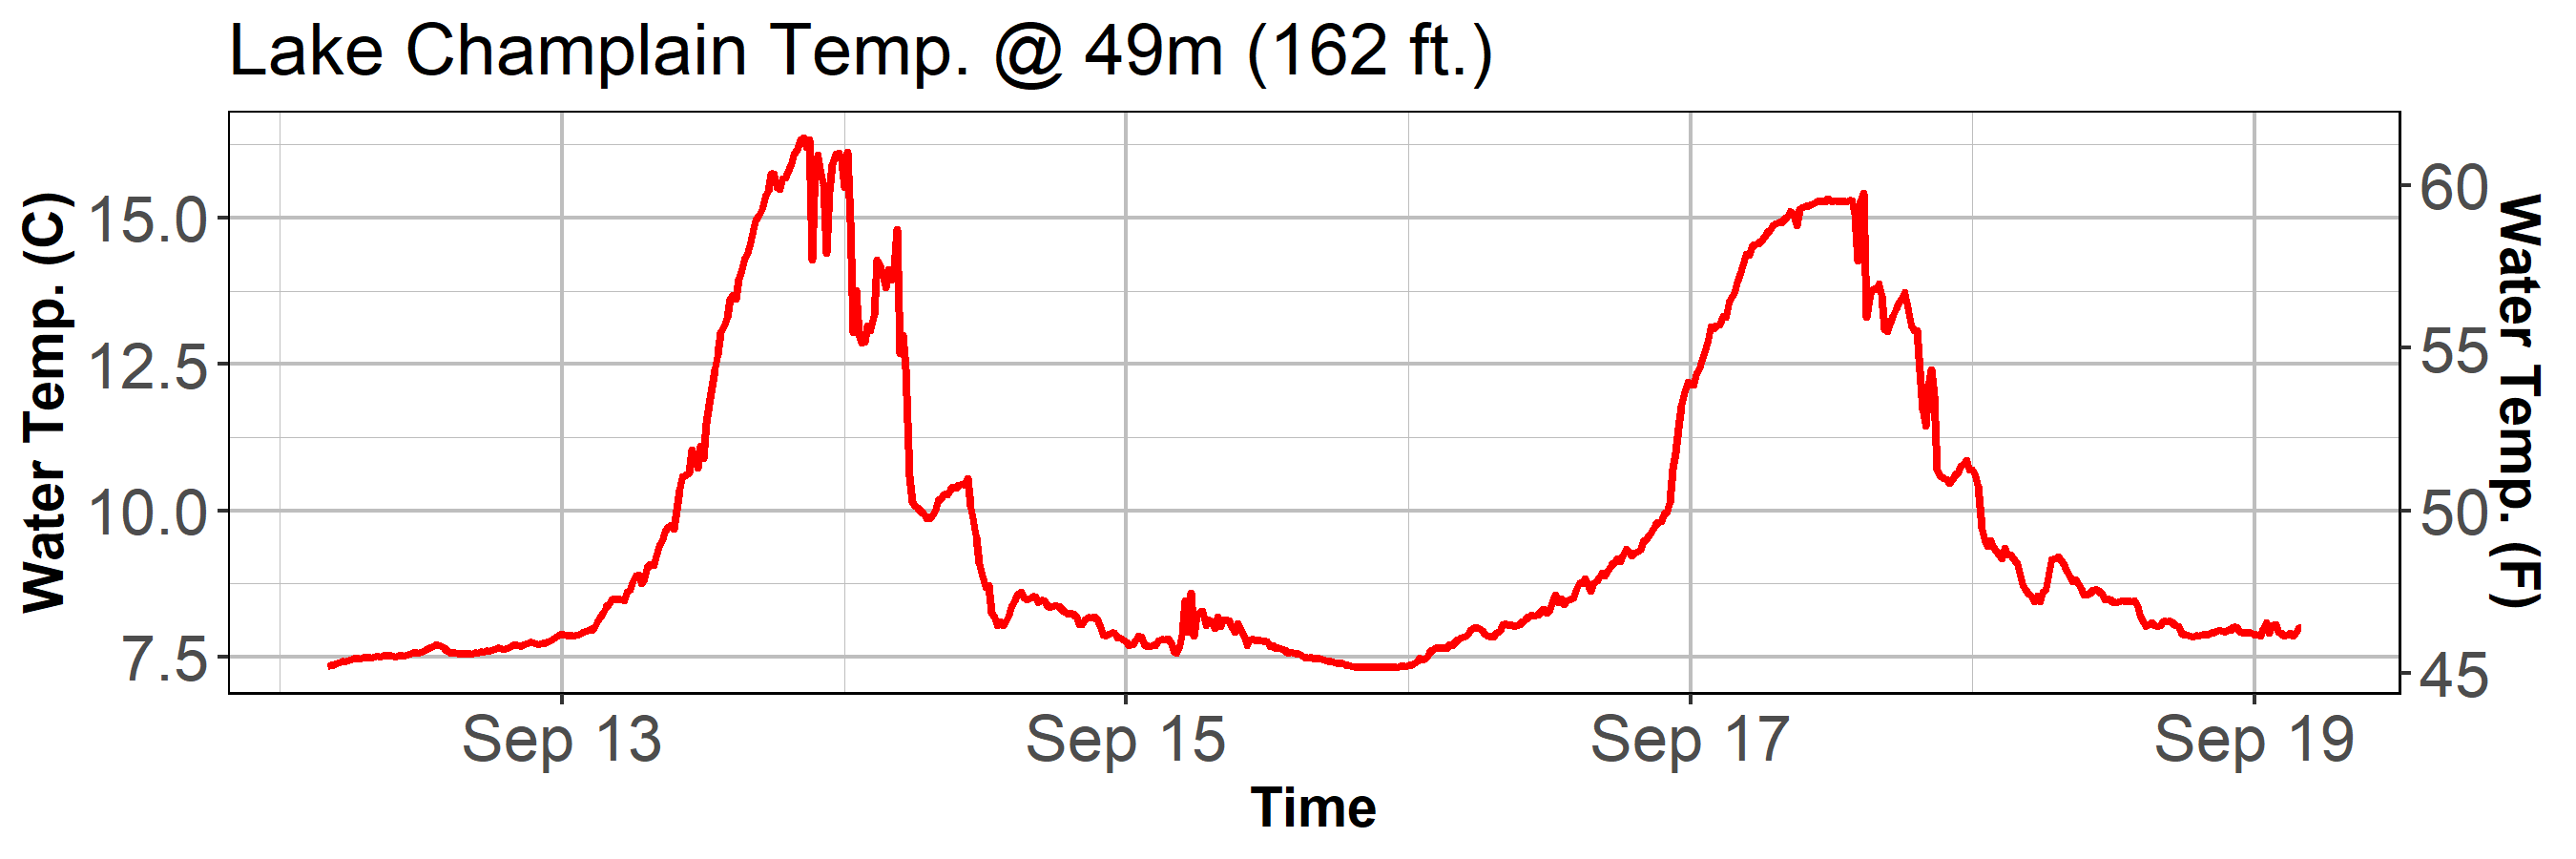 Lake Champlain Temp. @ 49m (162 ft.)
Water Temp. (C)
15.0
12.5
10.0
7.5
60
55
50
45
Water Temp. (F)
Sep 13
Sep 15
Sep 17
Sep 19
Time